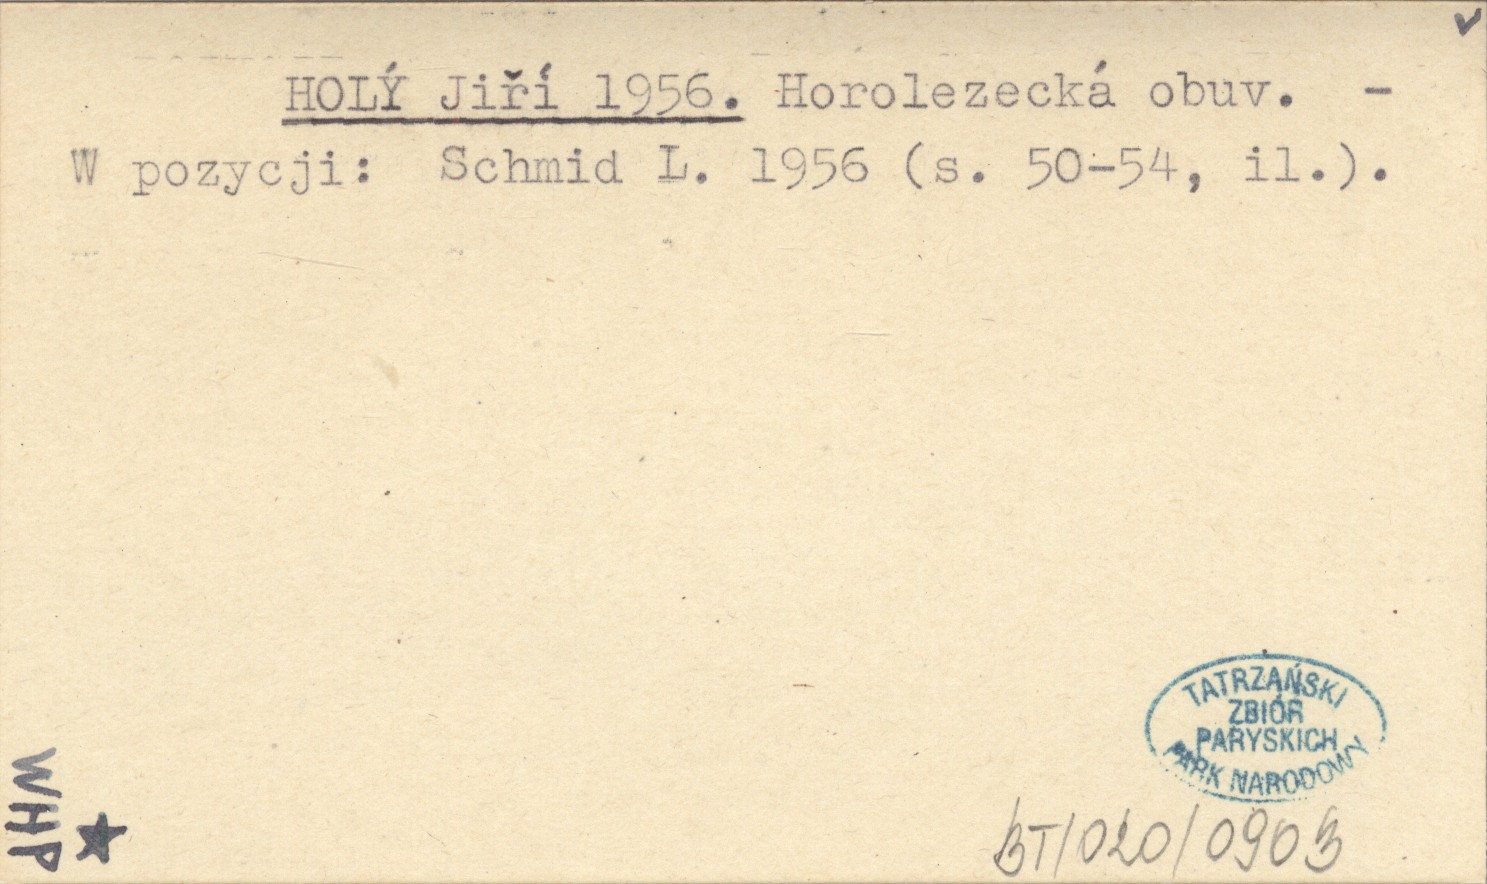 ✓
HOLÝ Jiří 1956. Horolezecká obuv. -
W pozycji: Schmid L. 1956 (s. 50-54, il.).
TATRZAŃSKI
ZBIÓR
PARYSKICH
PARK NARODOWY
WHP ★
BT/020/0903